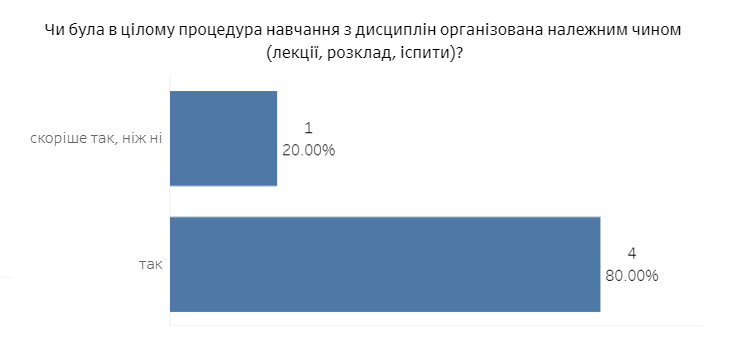 Чи була в цілому процедура навчання з дисциплін організована належним чином
(лекції, розклад, іспити)?
скоріше так, ніж ні
1
20.00%
так
4
80.00%